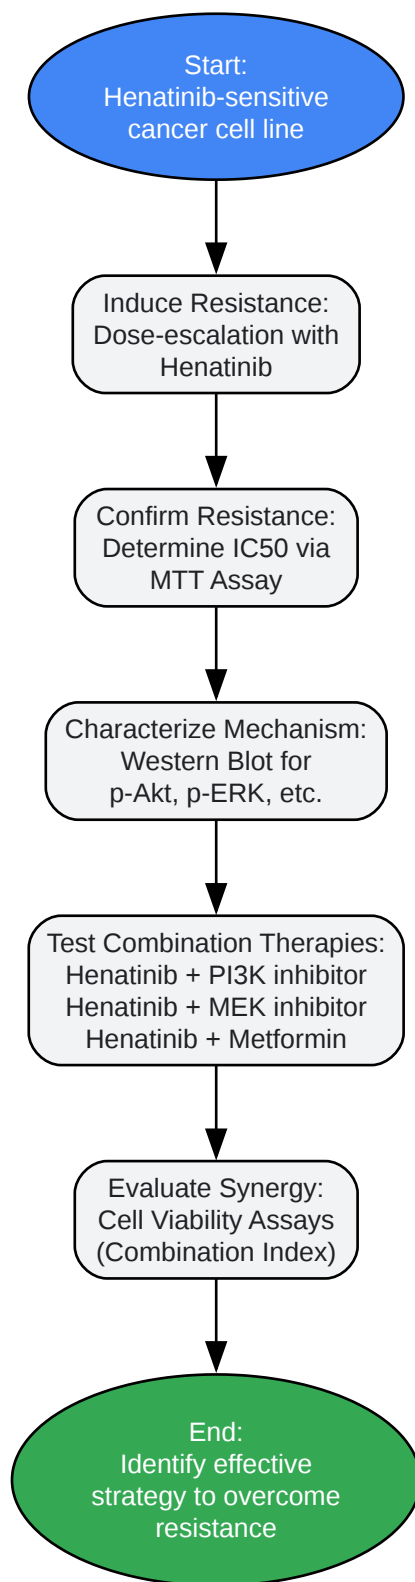 Start:
Henatinib-sensitive
cancer cell line
Induce Resistance:
Dose-escalation with
Henatinib
Confirm Resistance:
Determine IC50 via
MTT Assay
Characterize Mechanism:
Western Blot for
p-Akt, p-ERK, etc.
Test Combination Therapies:
Henatinib + PI3K inhibitor
Henatinib + MEK inhibitor
Henatinib + Metformin
Evaluate Synergy:
Cell Viability Assays
(Combination Index)
End:
Identify effective
strategy to overcome
resistance